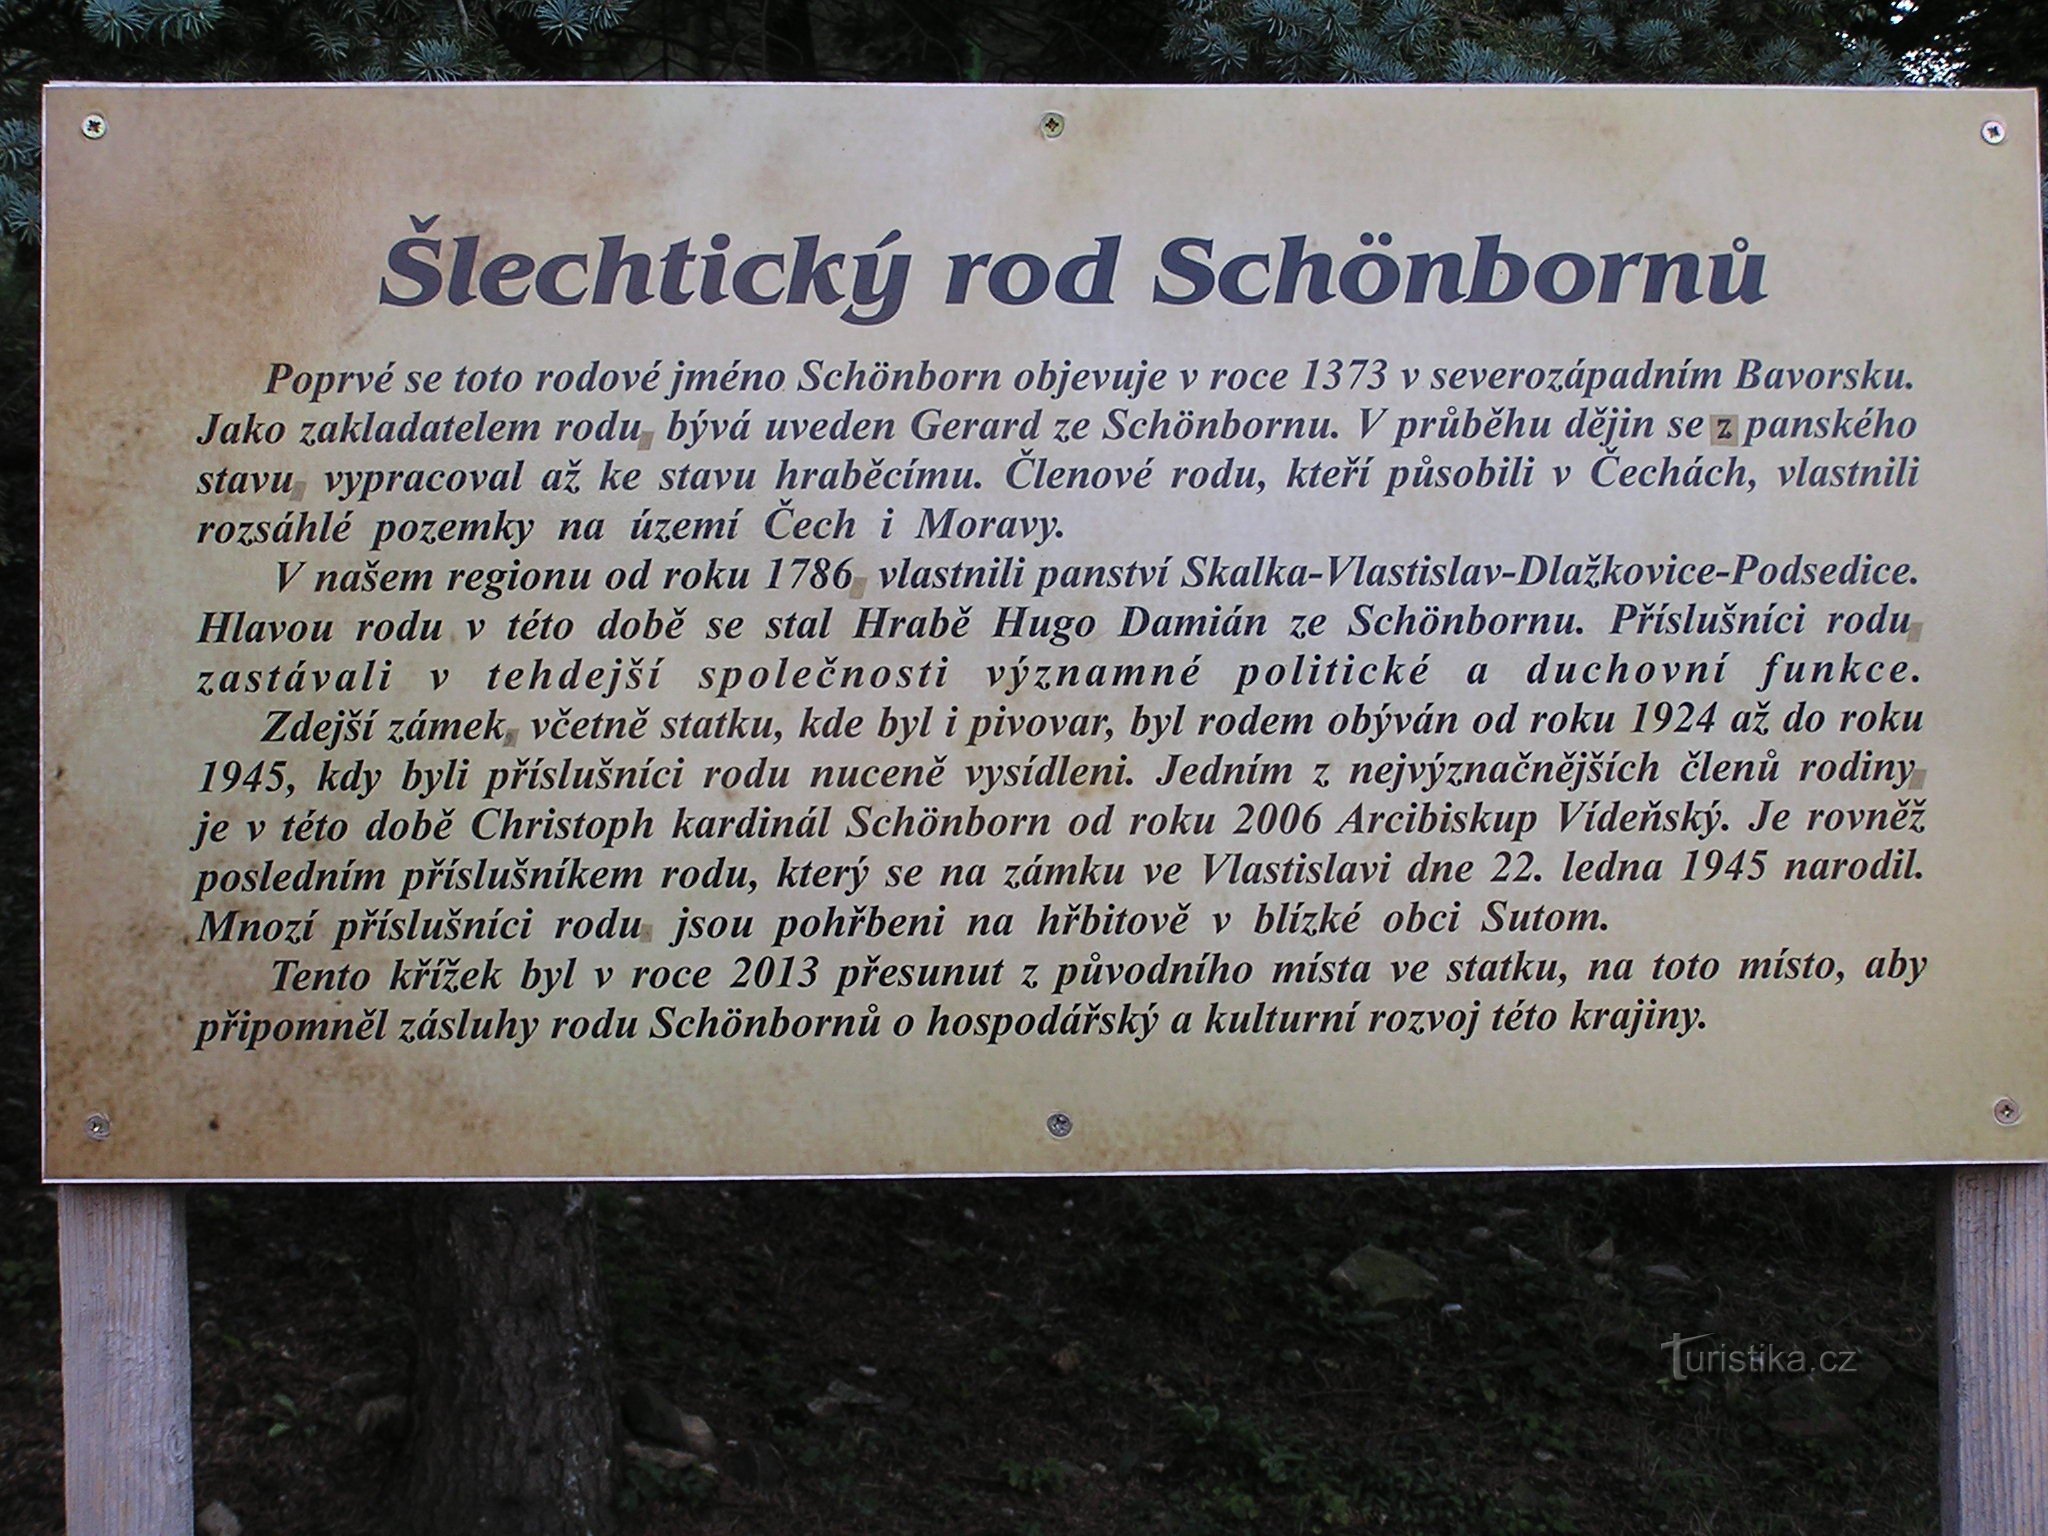 Šlechtický rod Schönbornů
Poprvé se toto rodové jméno Schönborn objevuje v roce 1373 v severozápadním Bavorsku.
Jako zakladatelem rodu bývá uveden Gerard ze Schönbornu. V průběhu dějin se z panského
stavu vypracoval až ke stavu hraběcímu. Členové rodu, kteří působili v Čechách, vlastnili
rozsáhlé pozemky na území Čech i Moravy.
V našem regionu od roku 1786 vlastnili panství Skalka-Vlastislav-Dlažkovice-Podsedice.
Hlavou rodu v této době se stal Hrabě Hugo Damián ze Schönbornu. Příslušníci rodu
zastávali v tehdejší společnosti významné politické a duchovní funkce.
Zdejší zámek včetně statku, kde byl i pivovar, byl rodem obýván od roku 1924 až do roku
1945, kdy byli příslušníci rodu nuceně vysídleni. Jedním z nejvýznačnějších členů rodiny
je v této době Christoph kardinál Schönborn od roku 2006 Arcibiskup Vídeňský. Je rovněž
posledním příslušníkem rodu, který se na zámku ve Vlastislavi dne 22. ledna 1945 narodil.
Mnozí příslušníci rodu jsou pohřbeni na hřbitově v blízké obci Sutom.
Tento křížek byl v roce 2013 přesunut z původního místa ve statku, na toto místo, aby
připomněl zásluhy rodu Schönbornů o hospodářský a kulturní rozvoj této krajiny.
Turistika.cz